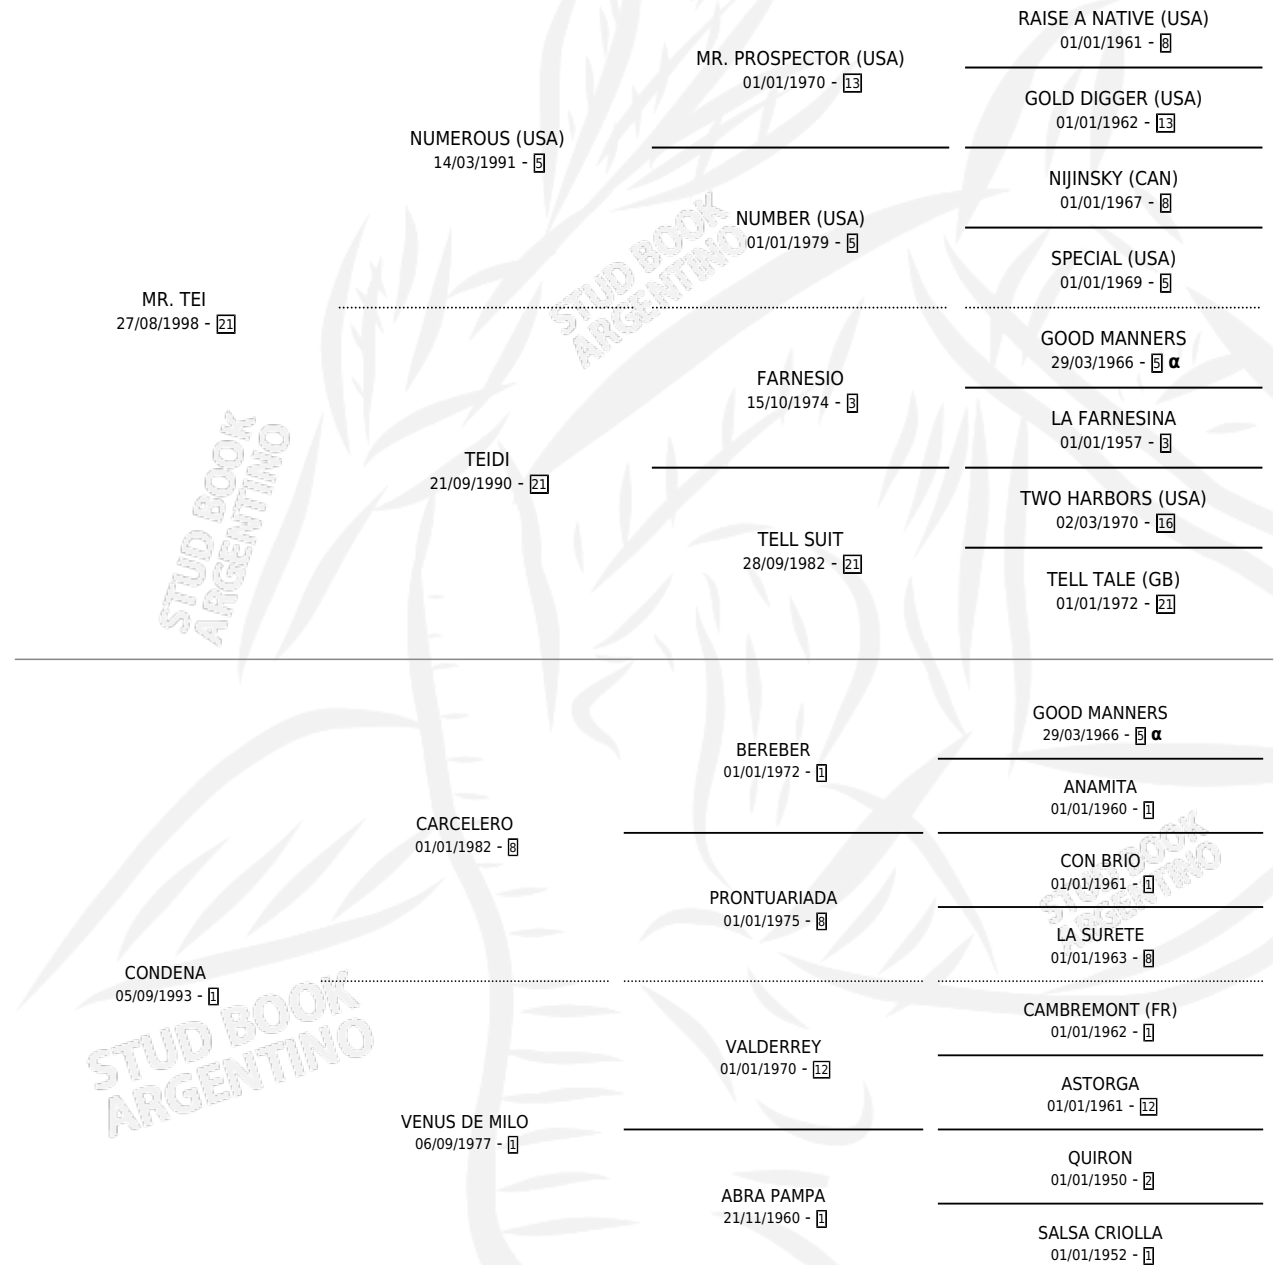 RAISE A NATIVE (USA)
01/01/1961 - 8
MR. PROSPECTOR (USA)
01/01/1970 - 13
GOLD DIGGER (USA)
01/01/1962 - 13
NUMEROUS (USA)
14/03/1991 - 5
NIJINSKY (CAN)
01/01/1967 - 8
NUMBER (USA)
01/01/1979 - 5
SPECIAL (USA)
01/01/1969 - 5
STUD BOOK
ARGENTINO
MR. TEI
27/08/1998 - 21
GOOD MANNERS
29/03/1966 - 5 α
FARNESIO
15/10/1974 - 3
LA FARNESINA
01/01/1957 - 3
TEIDI
21/09/1990 - 21
TWO HARBORS (USA)
02/03/1970 - 16
TELL SUIT
28/09/1982 - 21
TELL TALE (GB)
01/01/1972 - 21
STUD BOOK
ARGENTINO
GOOD MANNERS
29/03/1966 - 5 α
BEREBER
01/01/1972 - 1
ANAMITA
01/01/1960 - 1
CARCELERO
01/01/1982 - 8
CON BRIO
01/01/1961 - 1
PRONTUARIADA
01/01/1975 - 8
LA SURETE
01/01/1963 - 8
STUD BOOK
ARGENTINO
CONDENA
05/09/1993 - 1
CAMBREMONT (FR)
01/01/1962 - 1
VALDERREY
01/01/1970 - 12
ASTORGA
01/01/1961 - 12
STUD BOOK
ARGENTINO
VENUS DE MILO
06/09/1977 - 1
QUIRON
01/01/1950 - 2
ABRA PAMPA
21/11/1960 - 1
SALSA CRIOLLA
01/01/1952 - 1